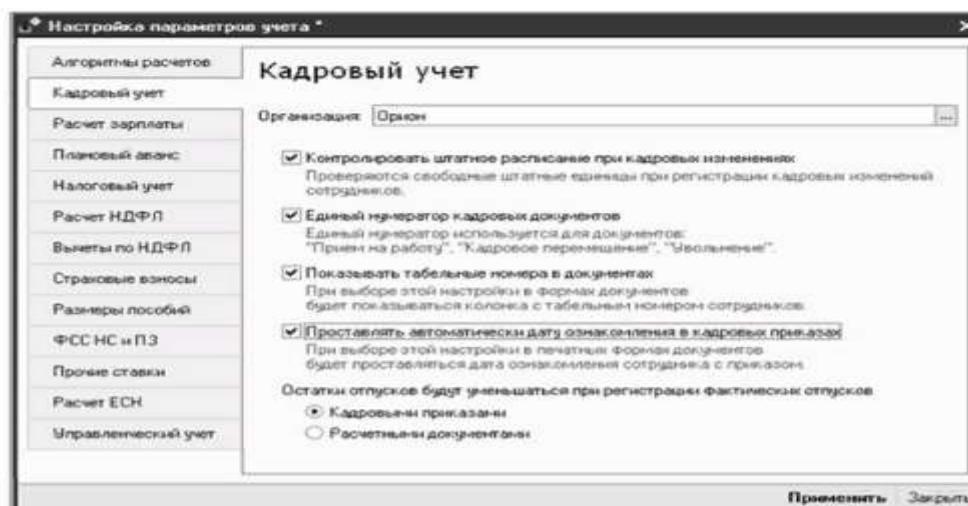 Настройка параметров учета *
Алгоритмы расчетов
Кадровый учет
Расчет зарплаты
Плановый аванс
Налоговый учет
Расчет НДФЛ
Вычеты по НДФЛ
Страховые взносы
Размеры пособий
ФСС НС и ПЗ
Прочие ставки
Расчет ЕСН
Управленческий учет
Кадровый учет
Организация: Орион ...
Контролировать штатное расписание при кадровых изменениях
Проверяются свободные штатные единицы при регистрации кадровых изменений
сотрудников.
Единый нумератор кадровых документов
Единый нумератор используется для документов:
"Прием на работу", "Кадровое перемещение", "Увольнение".
Показывать табельные номера в документах
При выборе этой настройки в формах документов
будет показываться колонка с табельным номером сотрудников.
Проставлять автоматически дату ознакомления в кадровых приказах
При выборе этой настройки в печатных формах документов
будет проставляться дата ознакомления сотрудника с приказом.
Остатки отпусков будут уменьшаться при регистрации фактических отпусков
Кадровыми приказами
Расчетными документами
Применить Закрыть